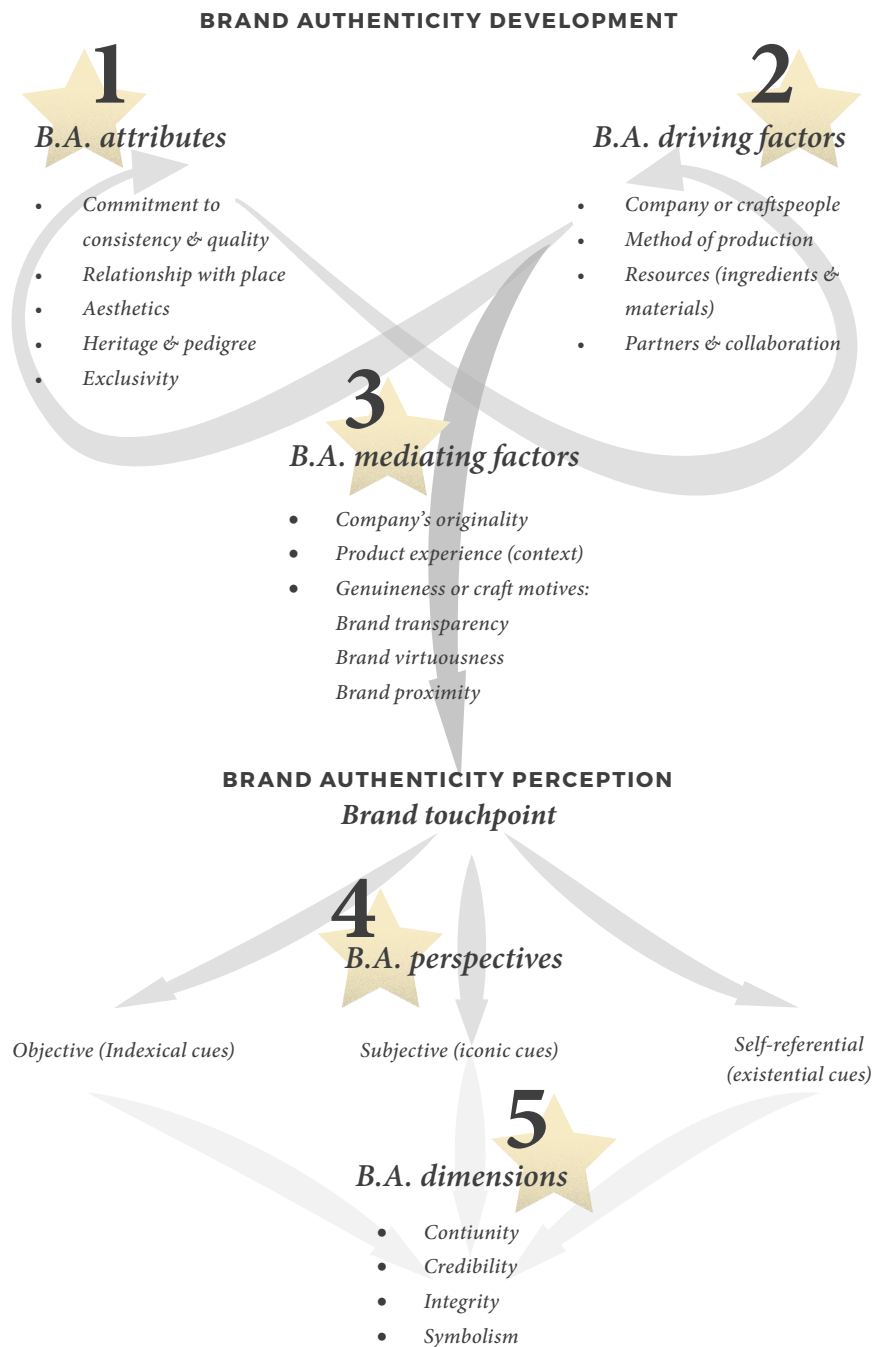 BRAND AUTHENTICITY DEVELOPMENT
1
B.A. attributes
• Commitment to
consistency & quality
• Relationship with place
• Aesthetics
• Heritage & pedigree
• Exclusivity
2
B.A. driving factors
• Company or craftspeople
• Method of production
• Resources (ingredients &
materials)
• Partners & collaboration
3
B.A. mediating factors
• Company’s originality
• Product experience (context)
• Genuineness or craft motives:
Brand transparency
Brand virtuousness
Brand proximity
BRAND AUTHENTICITY PERCEPTION
Brand touchpoint
4
B.A. perspectives
Objective (Indexical cues)
Subjective (iconic cues)
Self-referential
(existential cues)
5
B.A. dimensions
• Contiunity
• Credibility
• Integrity
• Symbolism